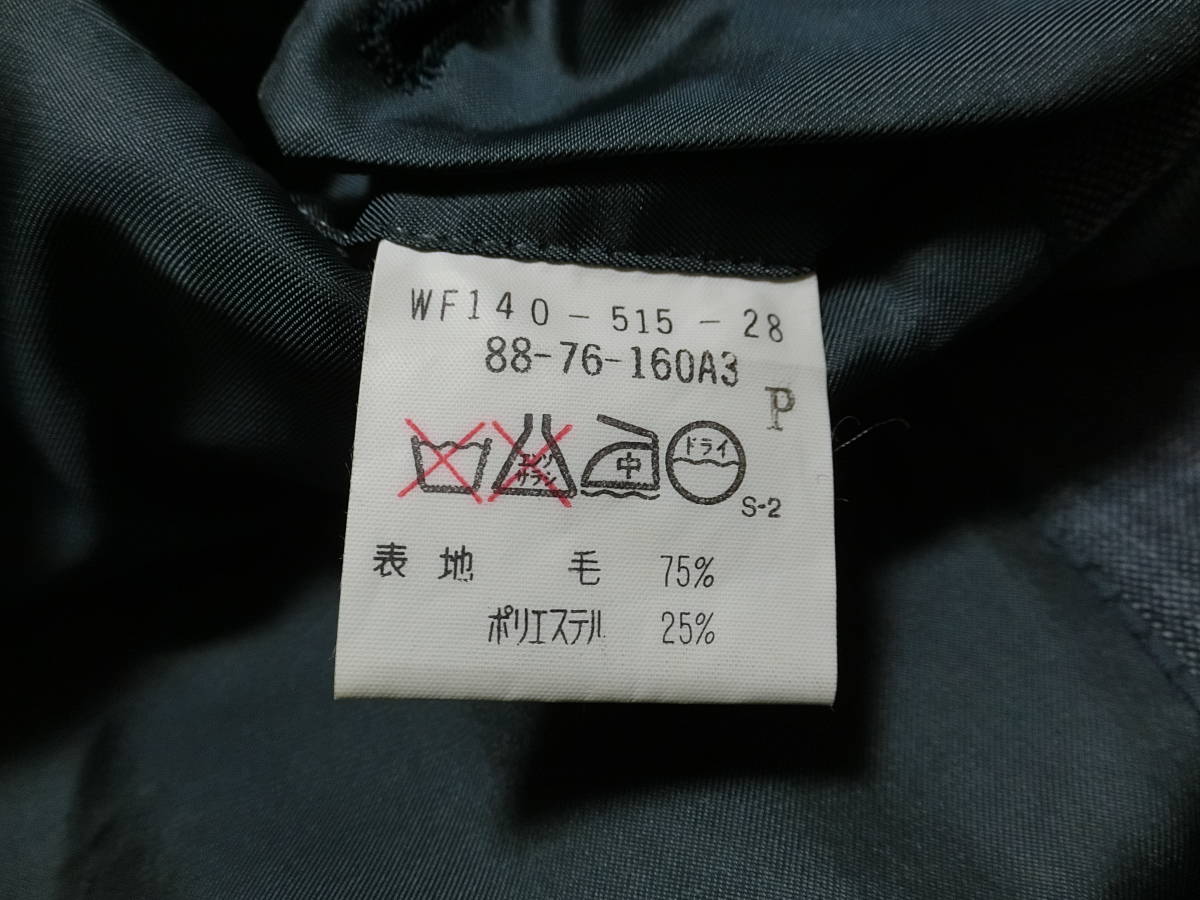 WF140-515-28
88-76-160A3
P
エンソ
サラシ
中
ドライ
S-2
表地 毛 75%
ポリエステル 25%